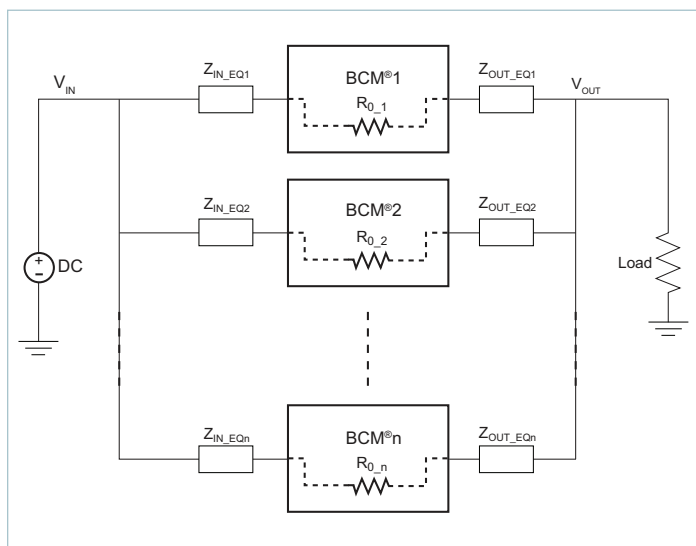 V_IN
Z_IN_EQ1
BCM®1
R_0_1
Z_OUT_EQ1
V_OUT
Z_IN_EQ2
BCM®2
R_0_2
Z_OUT_EQ2
+
–
DC
Load
Z_IN_EQn
BCM®n
R_0_n
Z_OUT_EQn